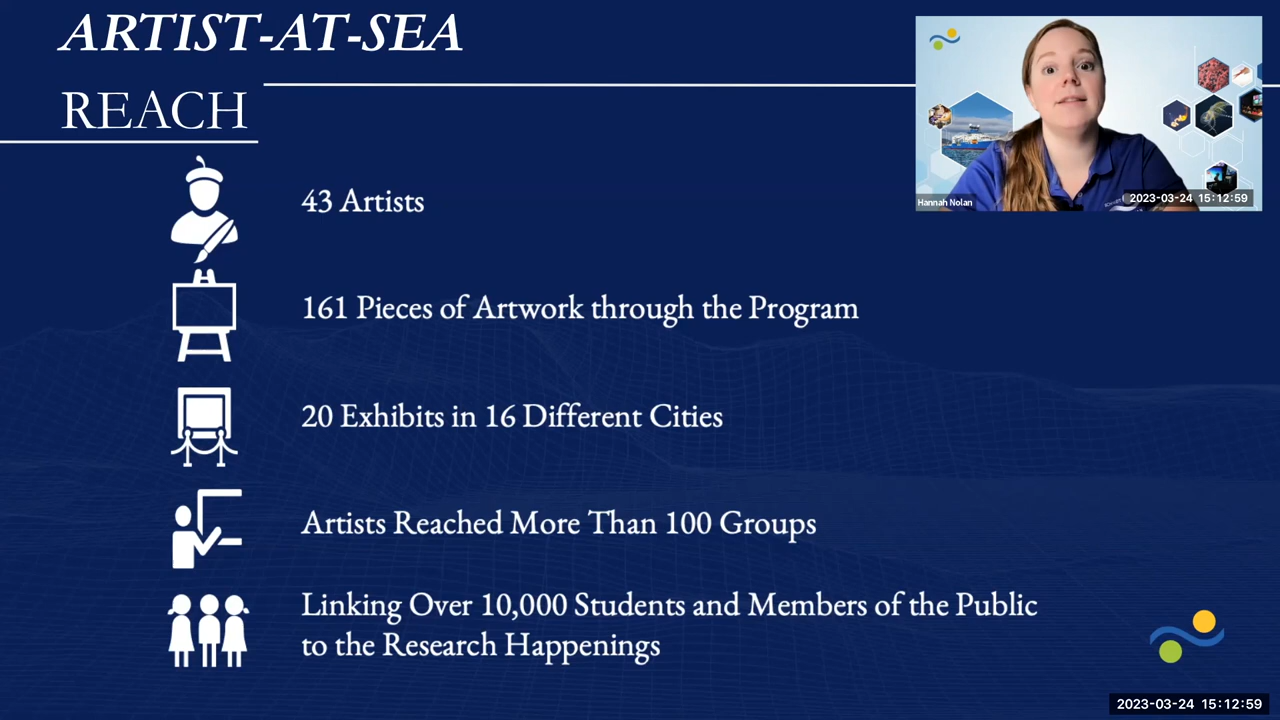 ARTIST-AT-SEA
REACH
43 Artists
161 Pieces of Artwork through the Program
20 Exhibits in 16 Different Cities
Artists Reached More Than 100 Groups
Linking Over 10,000 Students and Members of the Public
to the Research Happenings
Hannah Nolan
2023-03-24 15:12:59
2023-03-24 15:12:59